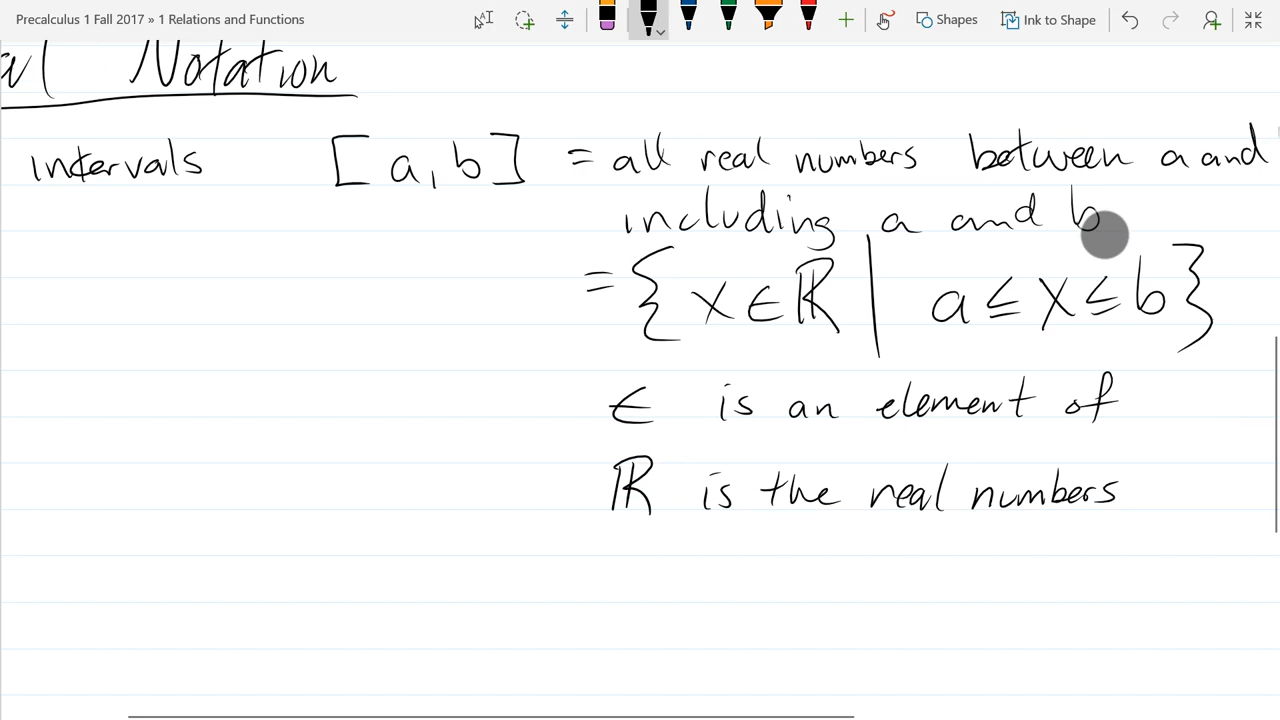 Precalculus 1 Fall 2017 » 1 Relations and Functions
Shapes
Ink to Shape
Notation
intervals [a, b] = all real numbers between a and
including a and b
= { x ∈ ℝ | a ≤ x ≤ b }
∈ is an element of
ℝ is the real numbers